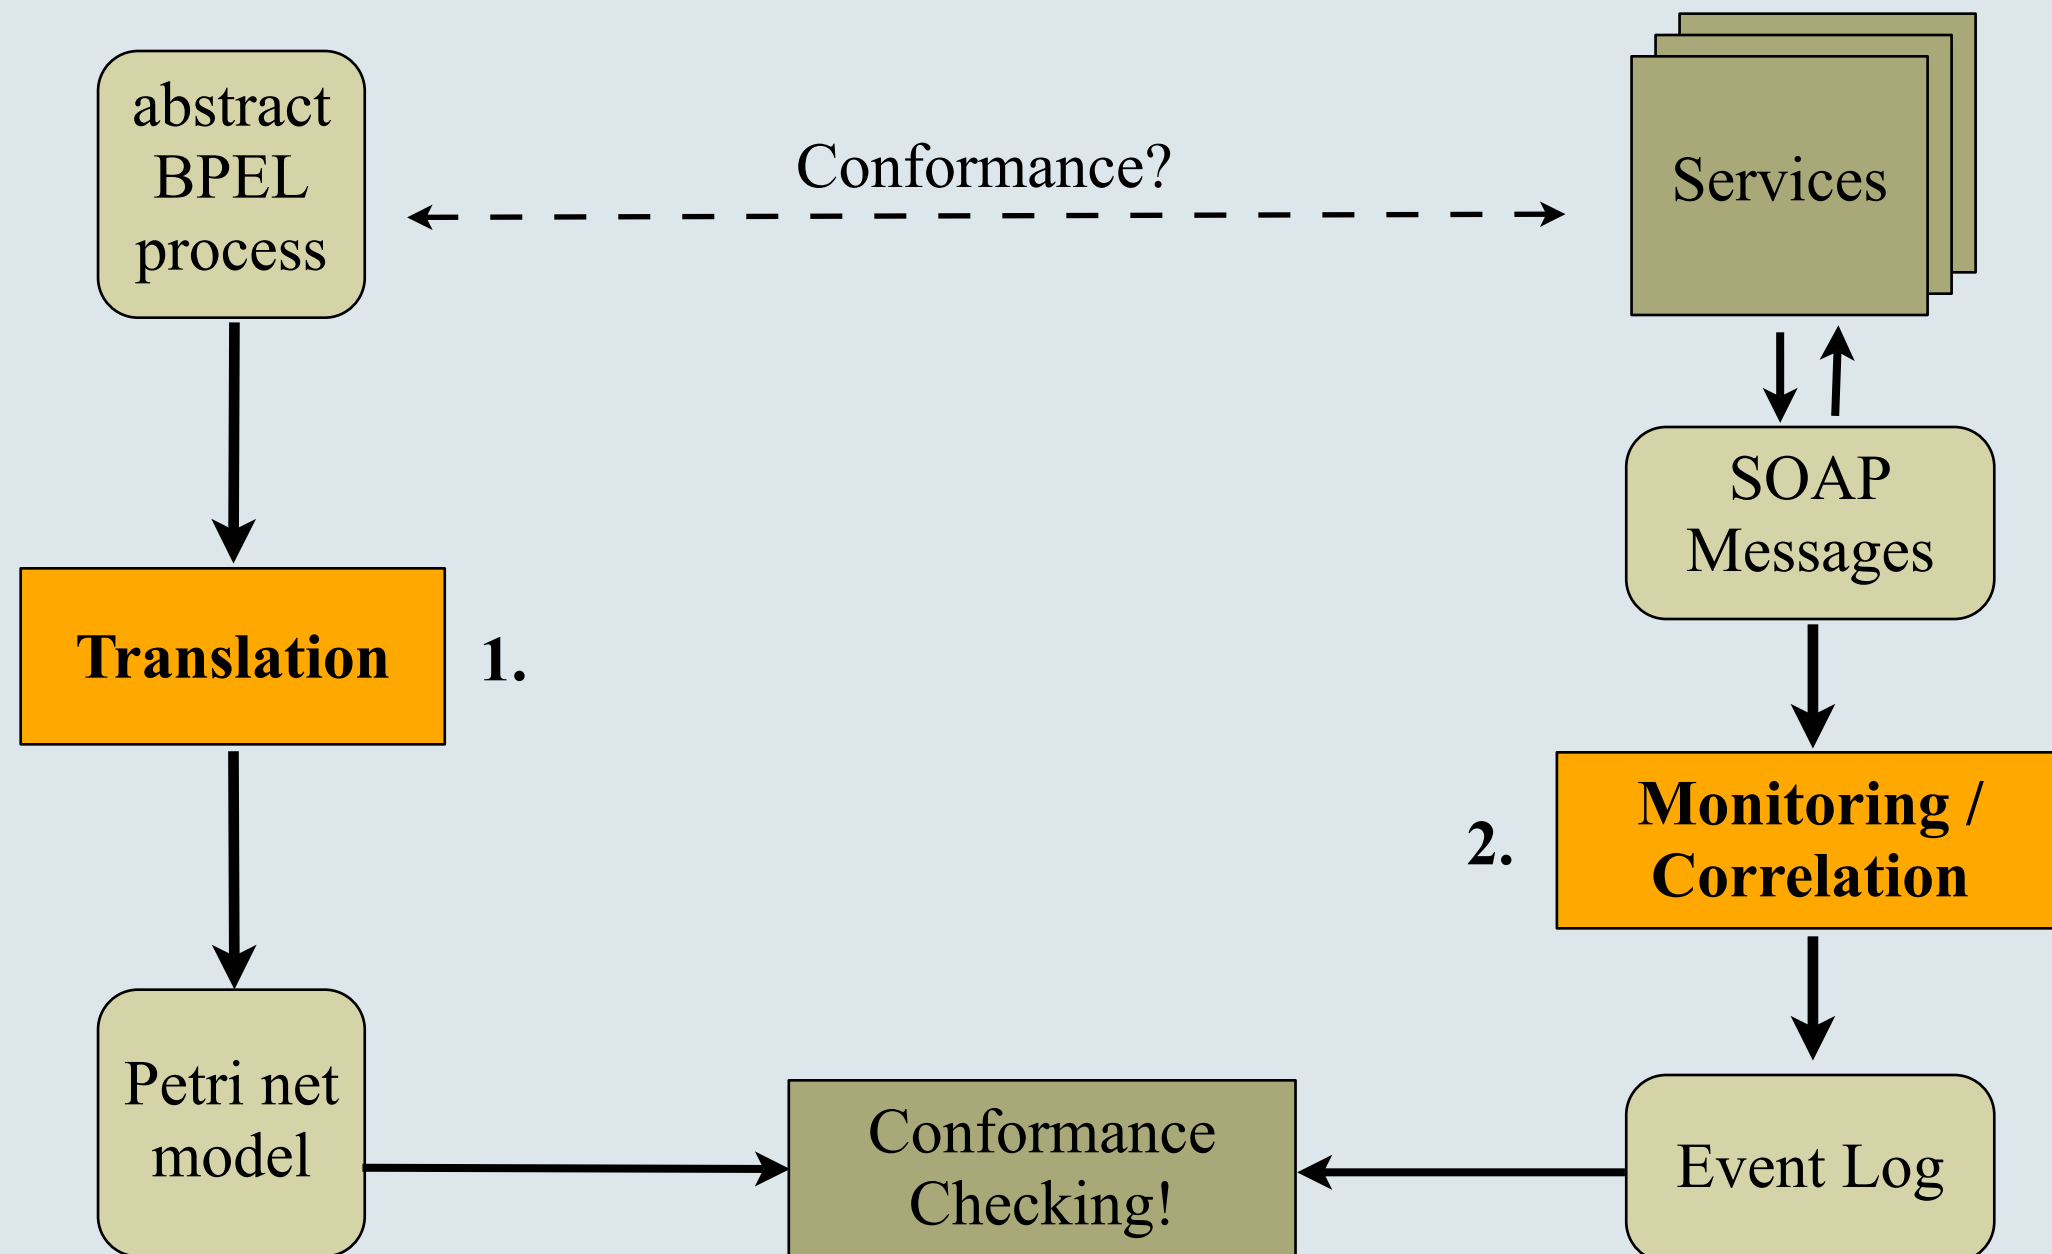 abstract
BPEL
process
Conformance?
Services
SOAP
Messages
Translation
1.
2.
Monitoring /
Correlation
Petri net
model
Conformance
Checking!
Event Log